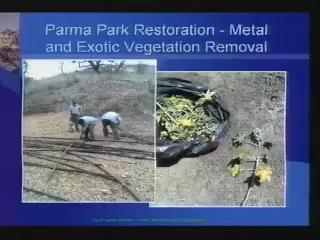 Parma Park Restoration - Metal
and Exotic Vegetation Removal